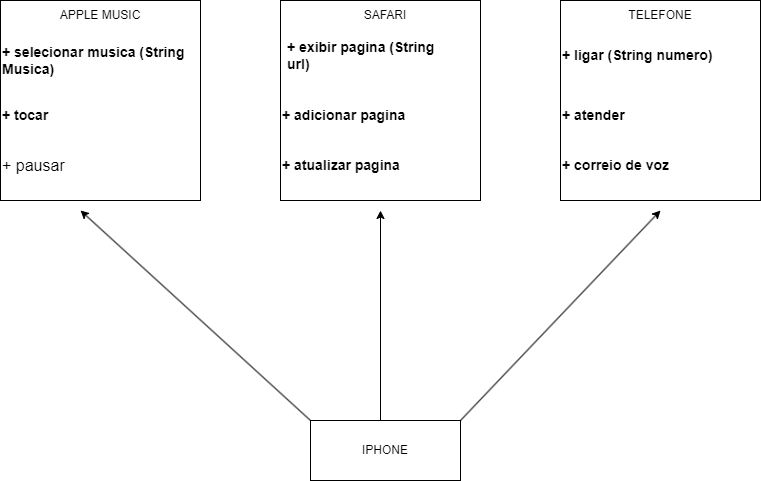 APPLE MUSIC
+ selecionar musica (String
Musica)
+ tocar
+ pausar
SAFARI
+ exibir pagina (String
url)
+ adicionar pagina
+ atualizar pagina
TELEFONE
+ ligar (String numero)
+ atender
+ correio de voz
IPHONE